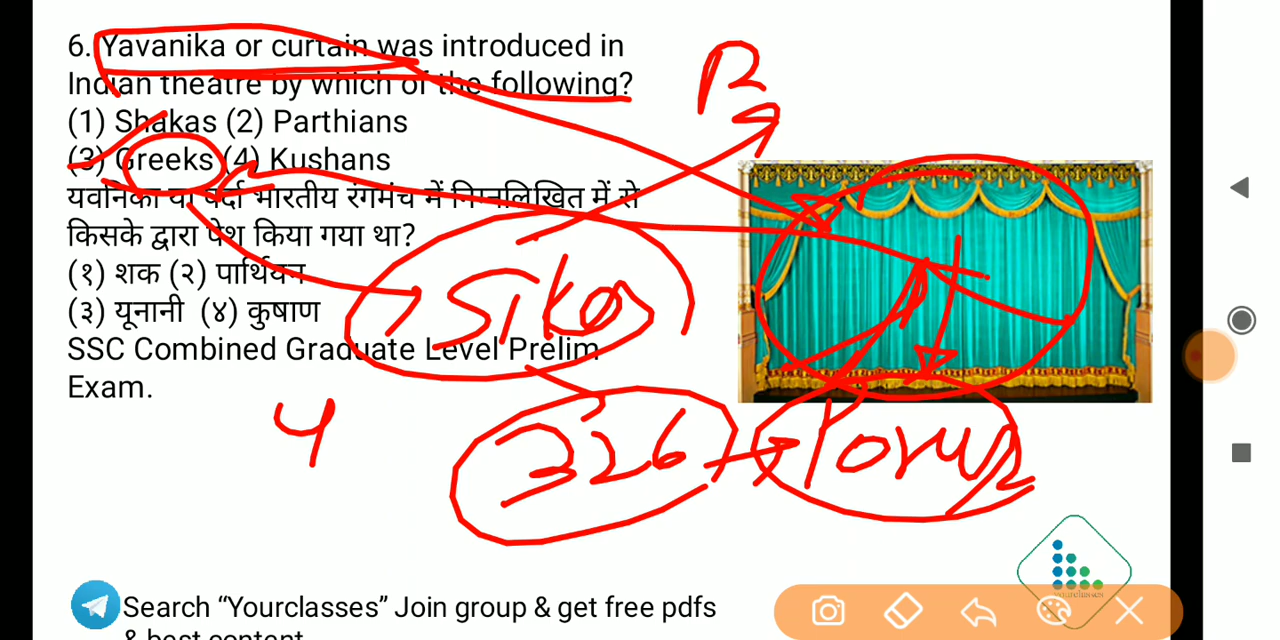 6. Yavanika or curtain was introduced in
Indian theatre by which of the following?
(1) Shakas (2) Parthians
(3) Greeks (4) Kushans
यवनिका वा पर्दा भारतीय रंगमंच में निम्नलिखित में से
किसके द्वारा पेश किया गया था?
(१) शक (२) पार्थियन
(३) यूनानी (४) कुषाण
SSC Combined Graduate Level Prelim
Exam.
326
Porus
Search “Yourclasses” Join group & get free pdfs
& best content